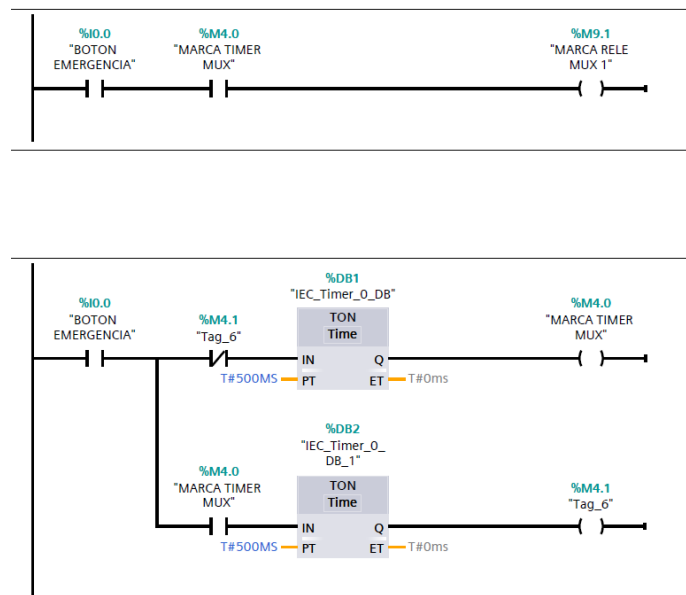 %I0.0
"BOTON
EMERGENCIA"
%M4.0
"MARCA TIMER
MUX"
%M9.1
"MARCA RELE
MUX 1"
%I0.0
"BOTON
EMERGENCIA"
%M4.1
"Tag_6"
%DB1
"IEC_Timer_0_DB"
TON
Time
IN Q
T#500MS PT ET T#0ms
%M4.0
"MARCA TIMER
MUX"
%M4.0
"MARCA TIMER
MUX"
%DB2
"IEC_Timer_0_
DB_1"
TON
Time
IN Q
T#500MS PT ET T#0ms
%M4.1
"Tag_6"